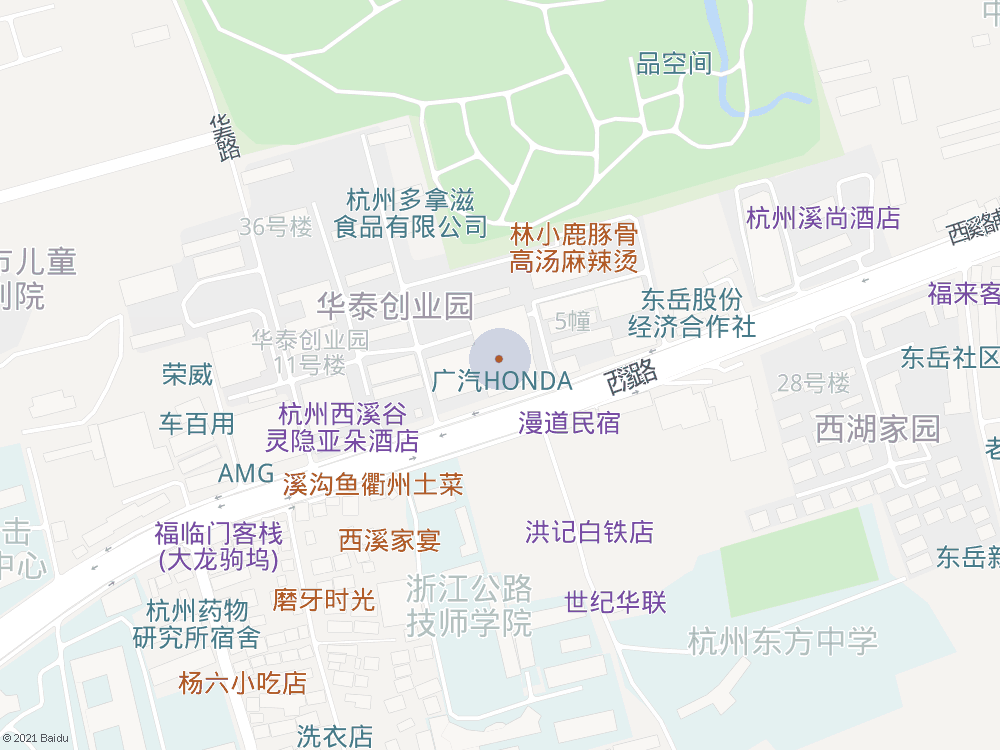 中
品空间
华泰路
杭州多拿滋
食品有限公司
36号楼
杭州溪尚酒店
西溪路
林小鹿豚骨
高汤麻辣烫
市儿童
利院
福来客
东岳股份
经济合作社
华泰创业园
5幢
华泰创业园
11号楼
东岳社区
荣威
广汽HONDA
西溪路
28号楼
杭州西溪谷
灵隐亚朵酒店
车百用
漫道民宿
西湖家园
老
AMG
溪沟鱼衢州土菜
击
中心
福临门客栈
(大龙驹坞)
西溪家宴
洪记白铁店
东岳新
浙江公路
技师学院
磨牙时光
世纪华联
杭州药物
研究所宿舍
杭州东方中学
杨六小吃店
洗衣店
© 2021 Baidu